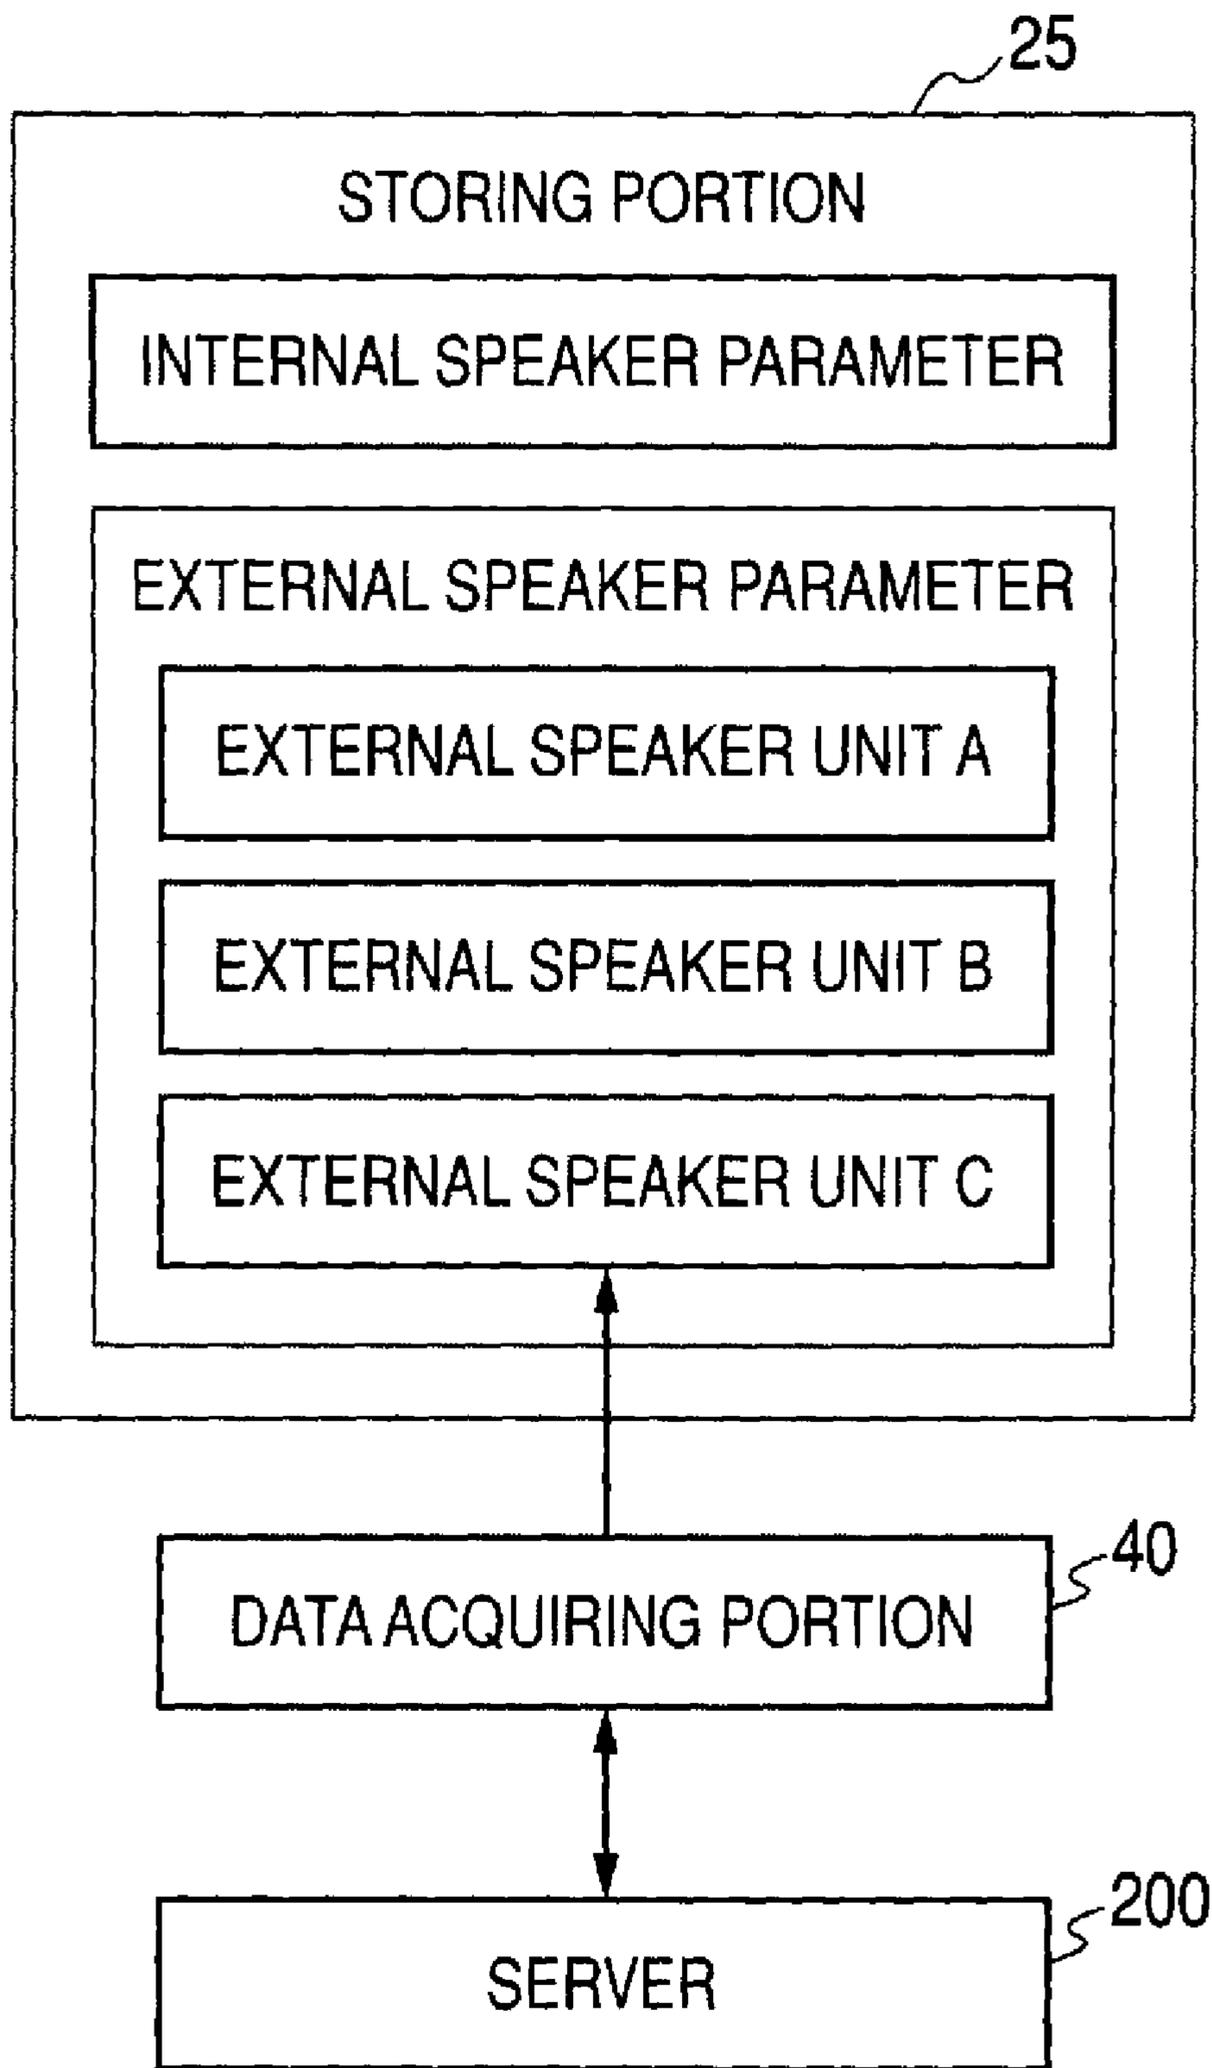 25
STORING PORTION
INTERNAL SPEAKER PARAMETER
EXTERNAL SPEAKER PARAMETER
EXTERNAL SPEAKER UNIT A
EXTERNAL SPEAKER UNIT B
EXTERNAL SPEAKER UNIT C
40
DATA ACQUIRING PORTION
200
SERVER